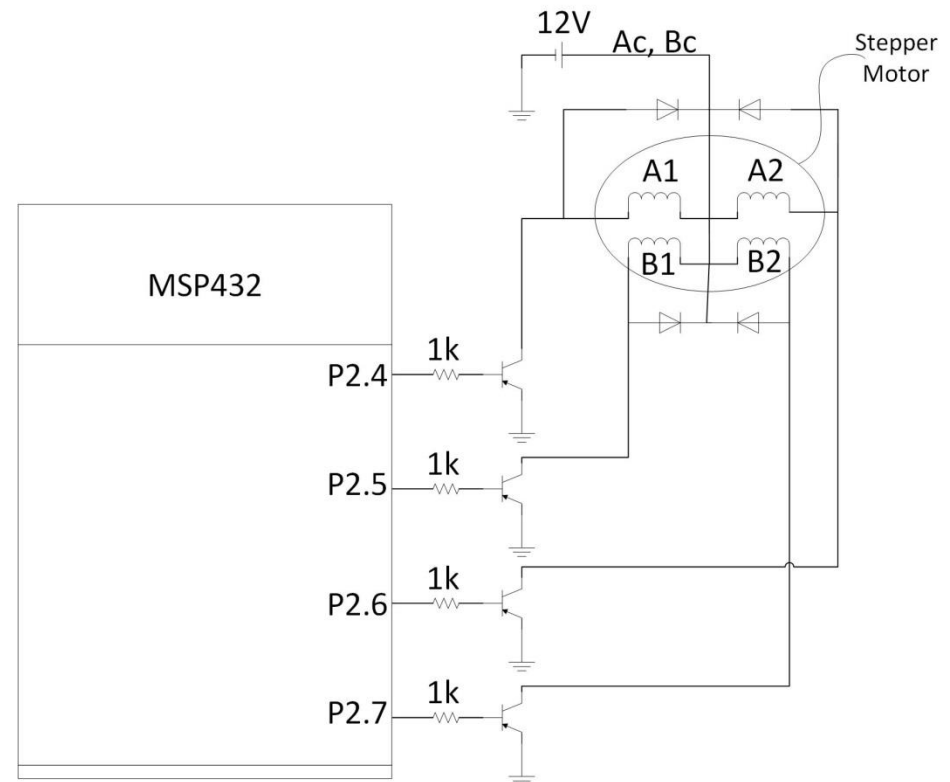 12V
Ac, Bc
Stepper
Motor
A1
A2
B1
B2
MSP432
1k
P2.4
1k
P2.5
1k
P2.6
1k
P2.7